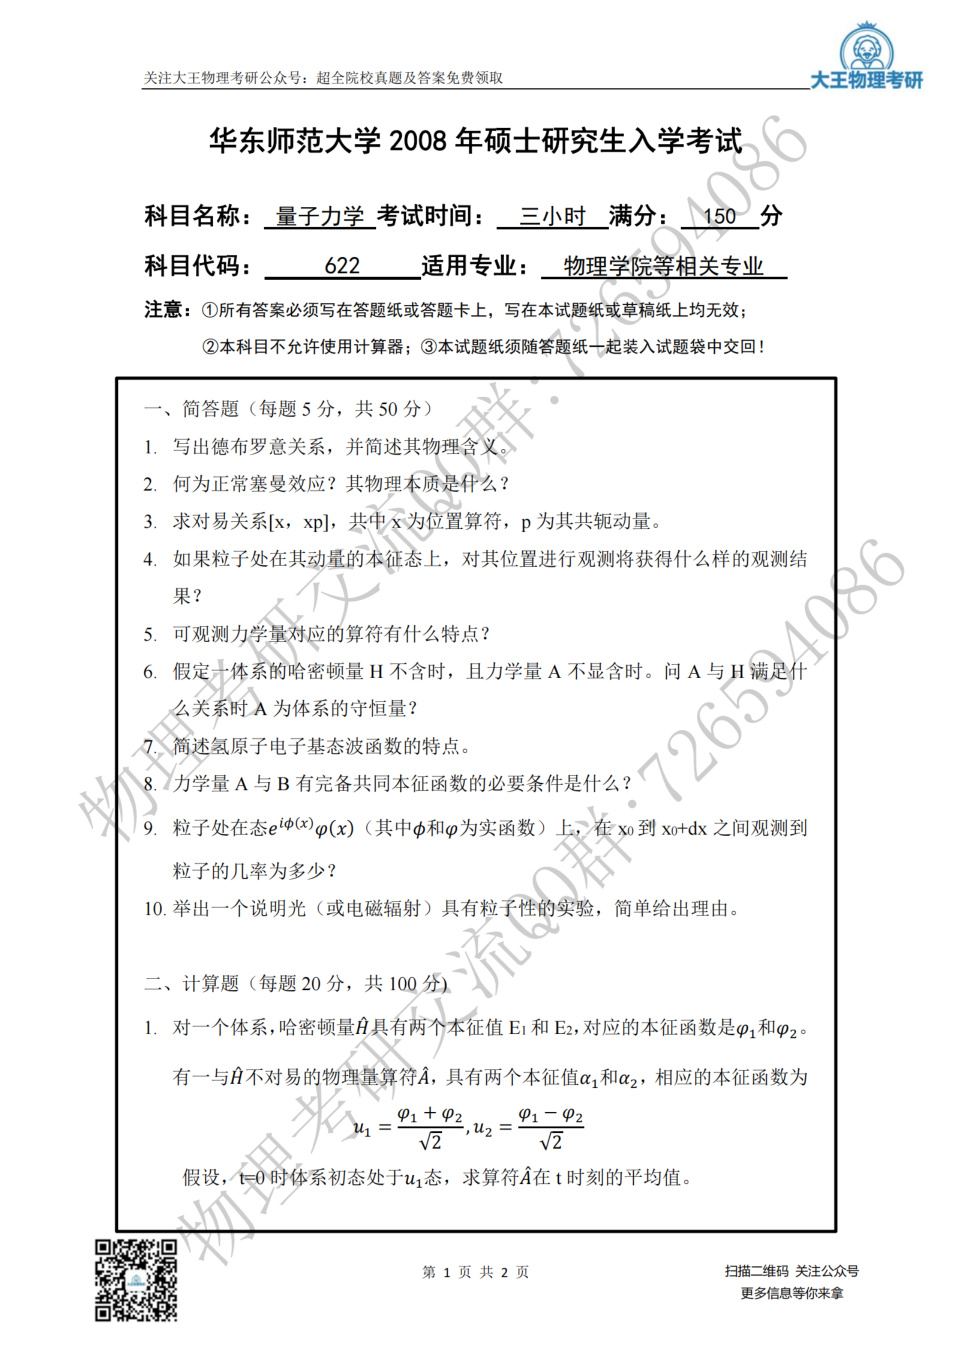 关注大王物理考研公众号：超全院校真题及答案免费领取
大王物理考研
华东师范大学 2008 年硕士研究生入学考试
科目名称： 量子力学 考试时间： 三小时 满分： 150 分
科目代码： 622 适用专业： 物理学院等相关专业
注意：①所有答案必须写在答题纸或答题卡上，写在本试题纸或草稿纸上均无效；
②本科目不允许使用计算器；③本试题纸须随答题纸一起装入试题袋中交回！
一、简答题（每题 5 分，共 50 分）
1. 写出德布罗意关系，并简述其物理含义。
2. 何为正常塞曼效应？其物理本质是什么？
3. 求对易关系[x，xp]，共中 x 为位置算符，p 为其共轭动量。
4. 如果粒子处在其动量的本征态上，对其位置进行观测将获得什么样的观测结
果？
5. 可观测力学量对应的算符有什么特点？
6. 假定一体系的哈密顿量 H 不含时，且力学量 A 不显含时。问 A 与 H 满足什
么关系时 A 为体系的守恒量？
7. 简述氢原子电子基态波函数的特点。
8. 力学量 A 与 B 有完备共同本征函数的必要条件是什么？
9. 粒子处在态e^{iϕ(x)}φ(x)（其中ϕ和φ为实函数）上，在 x₀ 到 x₀+dx 之间观测到
粒子的几率为多少？
10. 举出一个说明光（或电磁辐射）具有粒子性的实验，简单给出理由。
二、计算题（每题 20 分，共 100 分）
1. 对一个体系，哈密顿量Ĥ具有两个本征值 E₁ 和 E₂，对应的本征函数是φ₁和φ₂。
有一与Ĥ不对易的物理量算符Â，具有两个本征值α₁和α₂，相应的本征函数为
u₁ = (φ₁ + φ₂)/√2, u₂ = (φ₁ − φ₂)/√2
假设，t=0 时体系初态处于u₁态，求算符Â在 t 时刻的平均值。
物理考研交流QQ群：726594086
物理考研交流QQ群：726594086
大王物理考研
第 1 页 共 2 页
扫描二维码 关注公众号
更多信息等你来拿